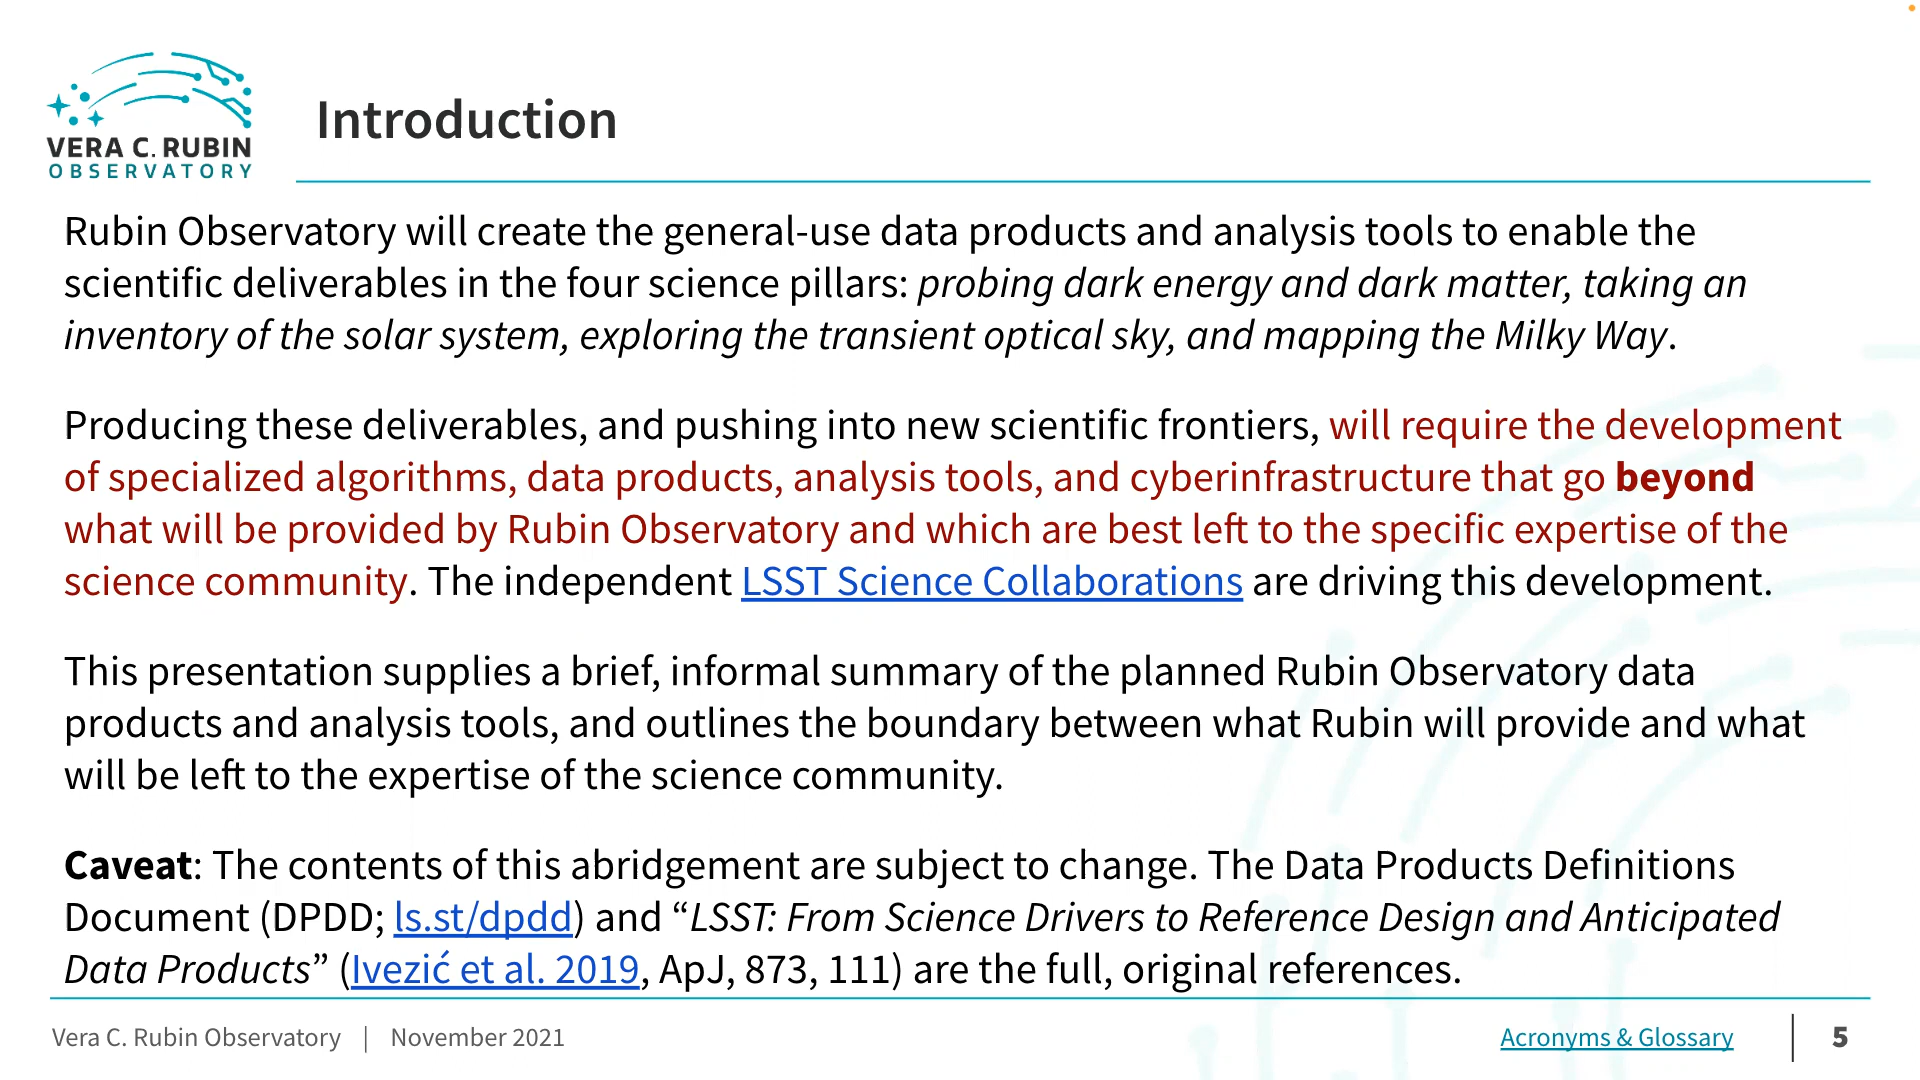 VERA C. RUBIN
OBSERVATORY
Introduction
Rubin Observatory will create the general-use data products and analysis tools to enable the
scientific deliverables in the four science pillars: probing dark energy and dark matter, taking an
inventory of the solar system, exploring the transient optical sky, and mapping the Milky Way.
Producing these deliverables, and pushing into new scientific frontiers, will require the development
of specialized algorithms, data products, analysis tools, and cyberinfrastructure that go beyond
what will be provided by Rubin Observatory and which are best left to the specific expertise of the
science community. The independent LSST Science Collaborations are driving this development.
This presentation supplies a brief, informal summary of the planned Rubin Observatory data
products and analysis tools, and outlines the boundary between what Rubin will provide and what
will be left to the expertise of the science community.
Caveat: The contents of this abridgement are subject to change. The Data Products Definitions
Document (DPDD; ls.st/dpdd) and “LSST: From Science Drivers to Reference Design and Anticipated
Data Products” (Ivezić et al. 2019, ApJ, 873, 111) are the full, original references.
Vera C. Rubin Observatory | November 2021
Acronyms & Glossary | 5